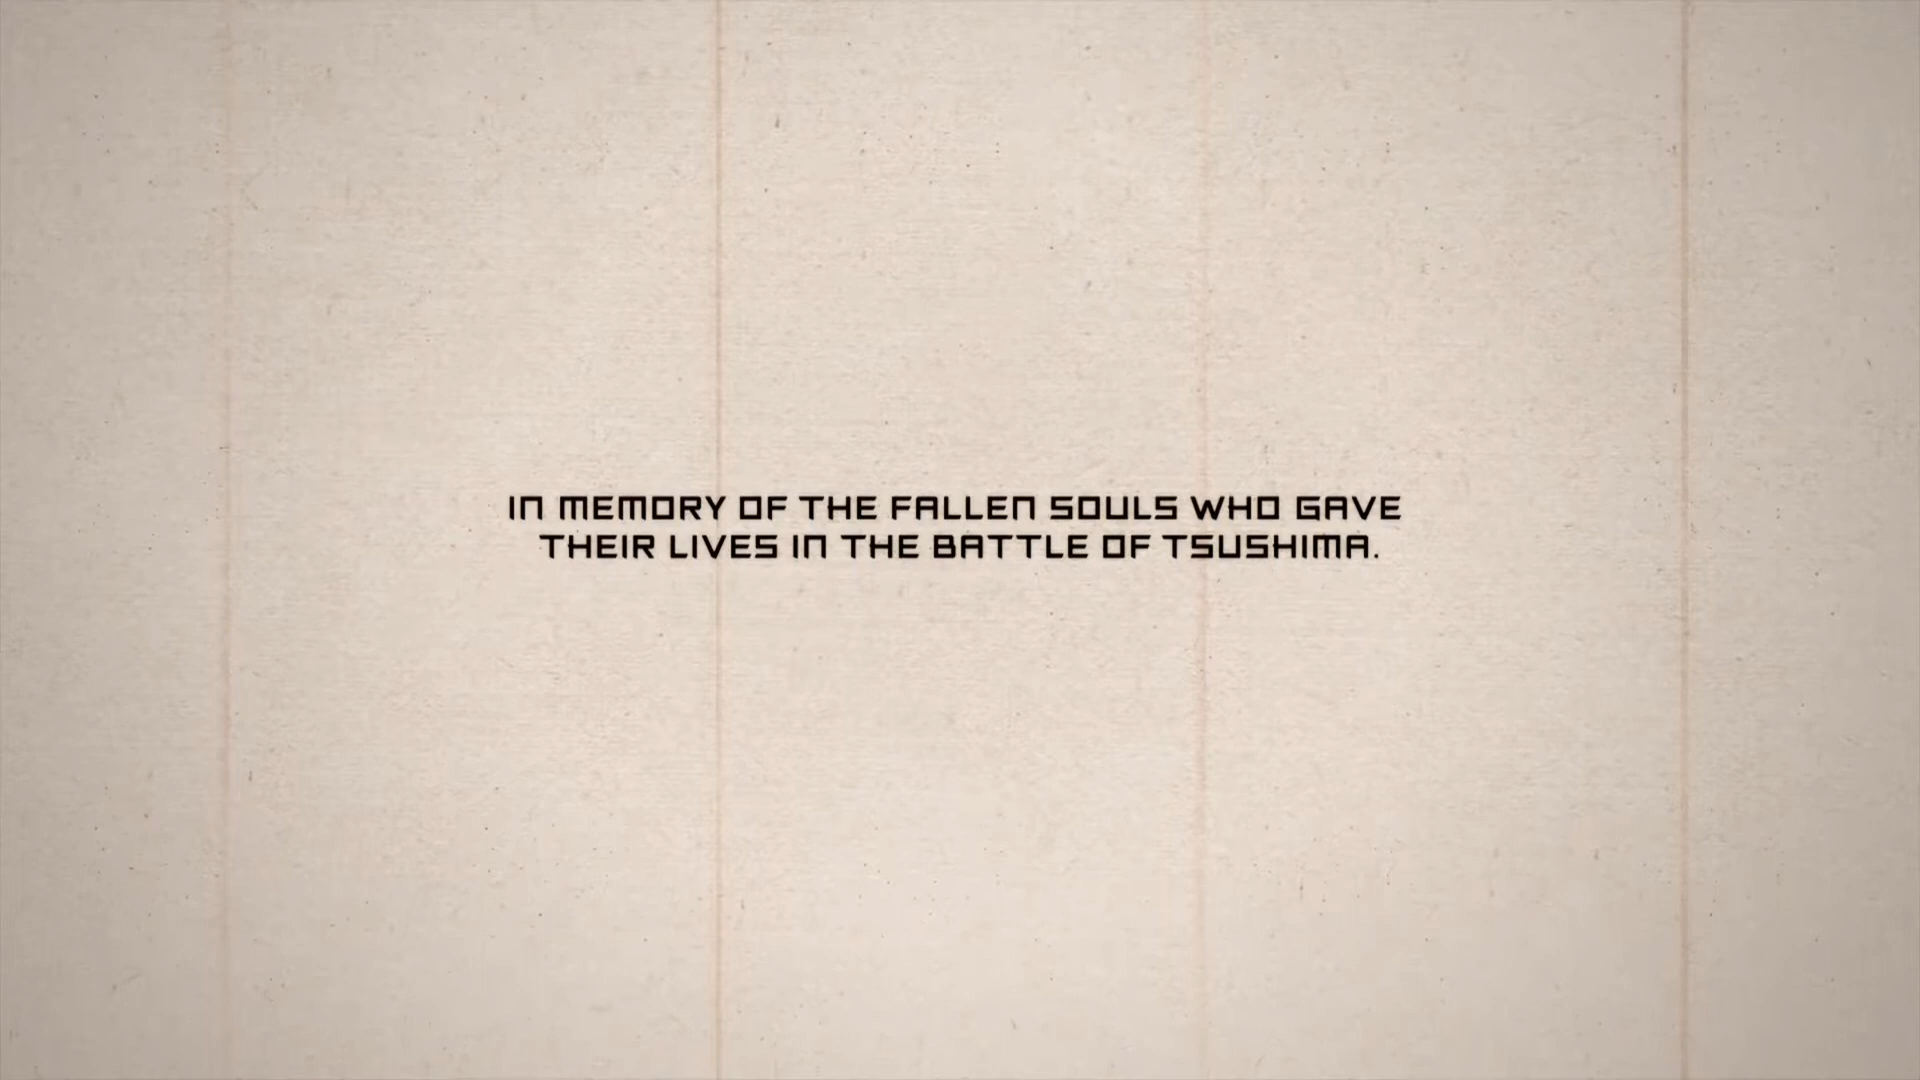 IN MEMORY OF THE FALLEN SOULS WHO GAVE
THEIR LIVES IN THE BATTLE OF TSUSHIMA.